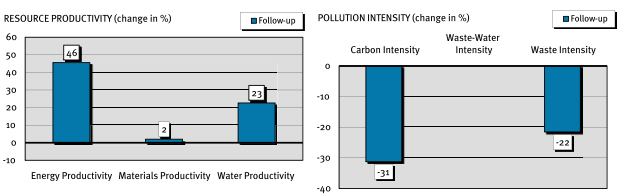 RESOURCE PRODUCTIVITY (change in %)
Follow-up
60
50
40
30
20
10
0
-10
46
2
23
Energy Productivity Materials Productivity Water Productivity
POLLUTION INTENSITY (change in %)
Follow-up
Carbon Intensity
Waste-Water
Intensity
Waste Intensity
0
-10
-20
-30
-40
-31
-22